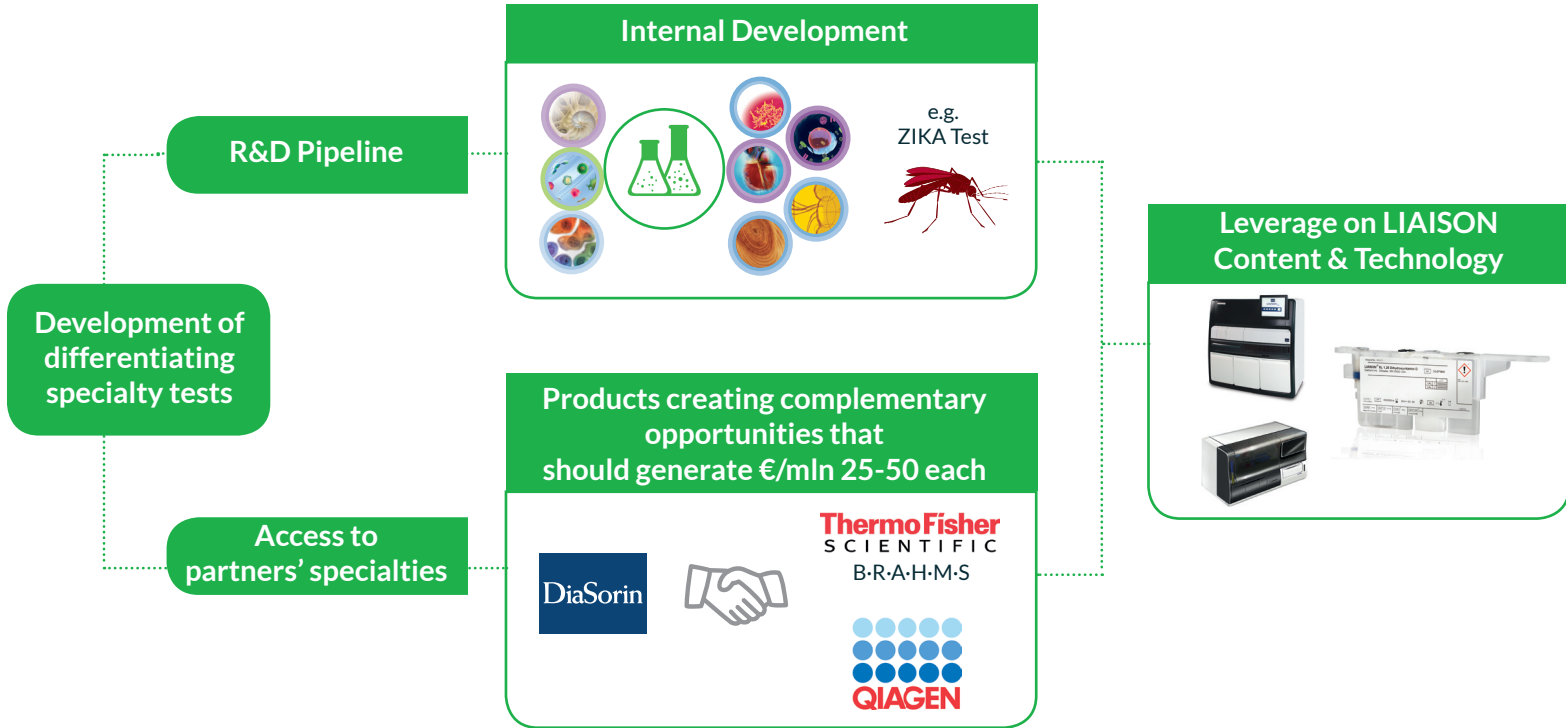 Internal Development
e.g.
ZIKA Test
R&D Pipeline
Leverage on LIAISON
Content & Technology
Development of
differentiating
specialty tests
Products creating complementary
opportunities that
should generate €/mln 25-50 each
Access to
partners’ specialties
DiaSorin
ThermoFisher
SCIENTIFIC
B·R·A·H·M·S
QIAGEN